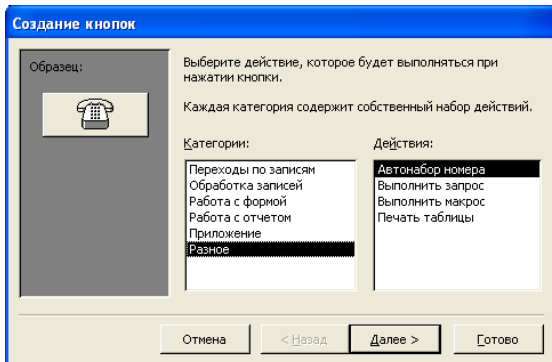 Создание кнопок
Образец:
Выберите действие, которое будет выполняться при
нажатии кнопки.
Каждая категория содержит собственный набор действий.
Категории:
Переходы по записям
Обработка записей
Работа с формой
Работа с отчетом
Приложение
Разное
Действия:
Автонабор номера
Выполнить запрос
Выполнить макрос
Печать таблицы
Отмена
< Назад
Далее >
Готово